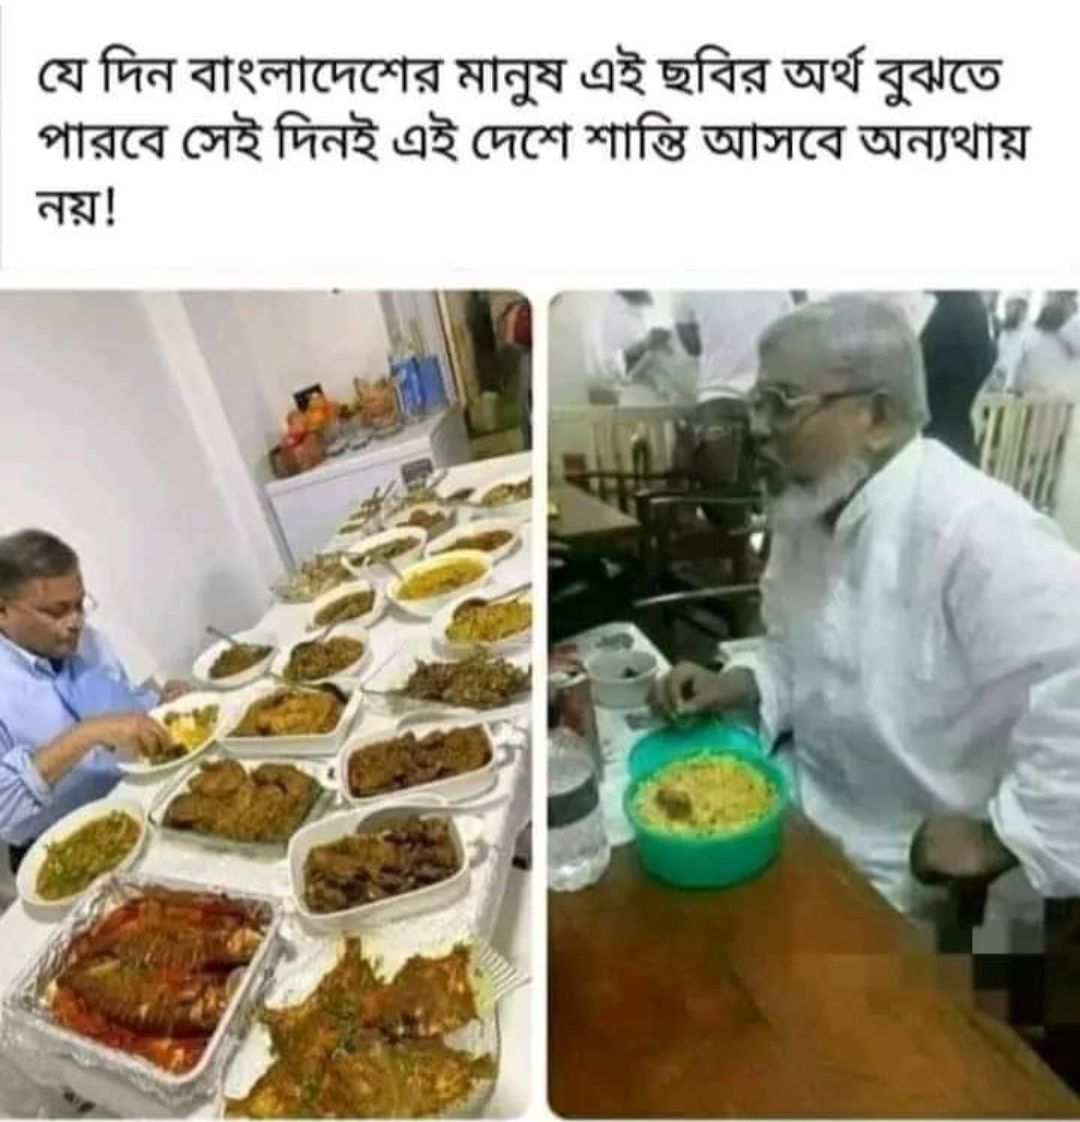 যে দিন বাংলাদেশের মানুষ এই ছবির অর্থ বুঝতে
পারবে সেই দিনই এই দেশে শান্তি আসবে অন্যথায়
নয়!